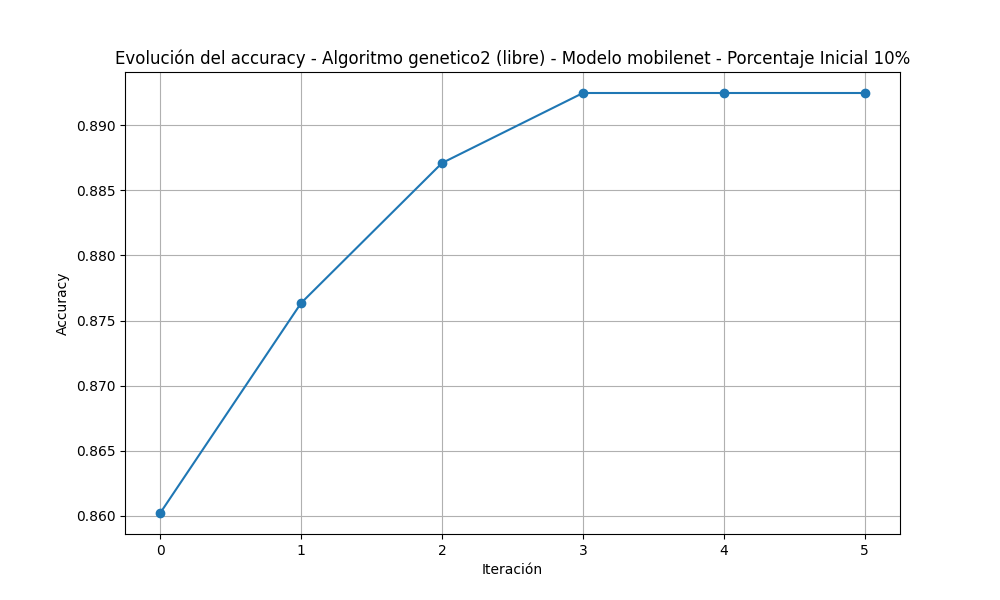 Evolución del accuracy - Algoritmo genetico2 (libre) - Modelo mobilenet - Porcentaje Inicial 10%
0.890
0.885
0.880
0.875
0.870
0.865
0.860
Accuracy
0 1 2 3 4 5
Iteración